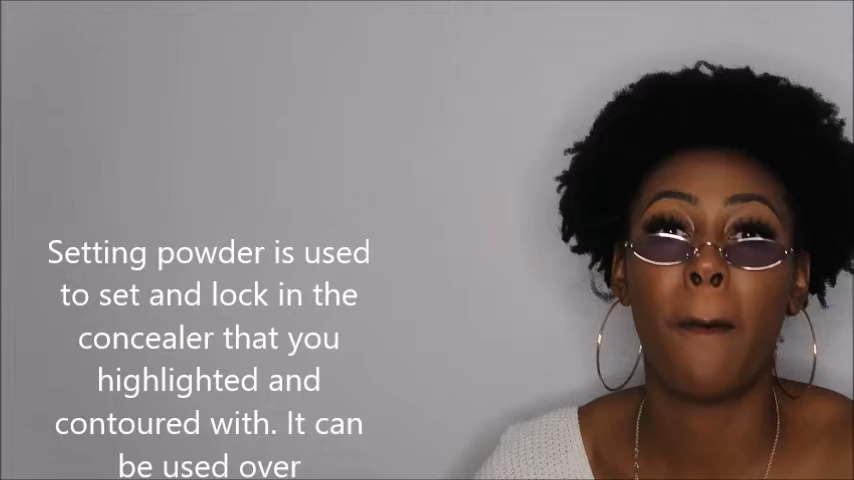 Setting powder is used
to set and lock in the
concealer that you
highlighted and
contoured with. It can
be used over